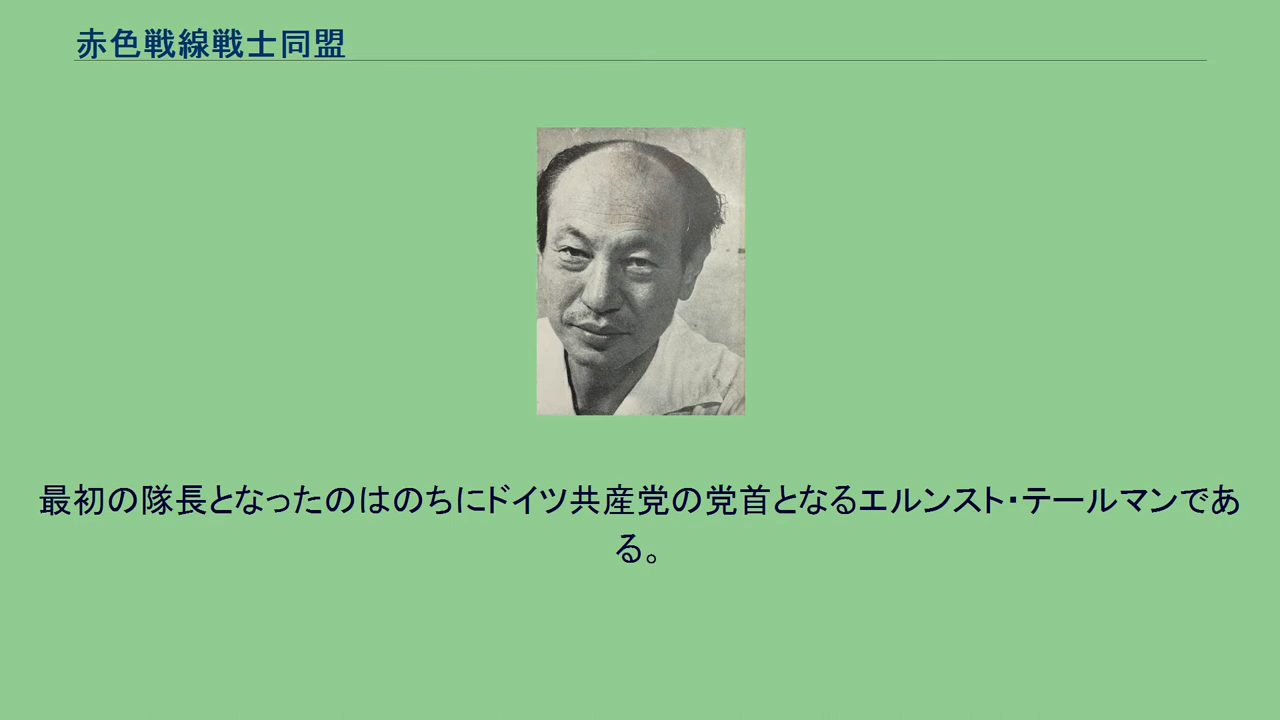 赤色戦線戦士同盟
最初の隊長となったのはのちにドイツ共産党の党首となるエルンスト・テールマンであ
る。